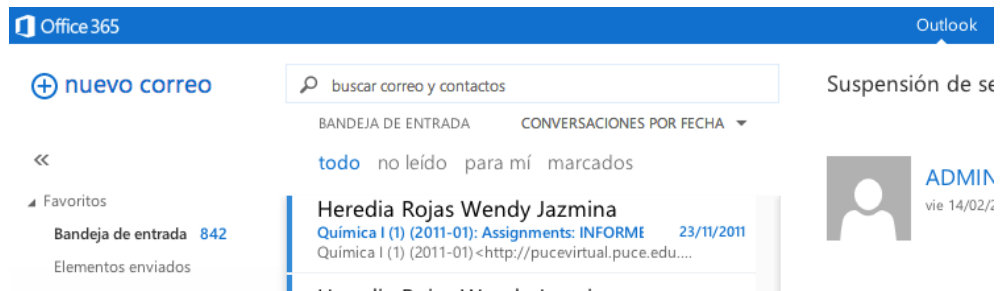 Office 365
Outlook
nuevo correo
buscar correo y contactos
Suspensión de
BANDEJA DE ENTRADA CONVERSACIONES POR FECHA
todo no leído para mí marcados
Favoritos
Bandeja de entrada 842
Elementos enviados
Heredia Rojas Wendy Jazmina
Química I (1) (2011-01): Assignments: INFORME 23/11/2011
Química I (1) (2011-01)<http://pucevirtual.puce.edu....
ADMIN
vie 14/02/